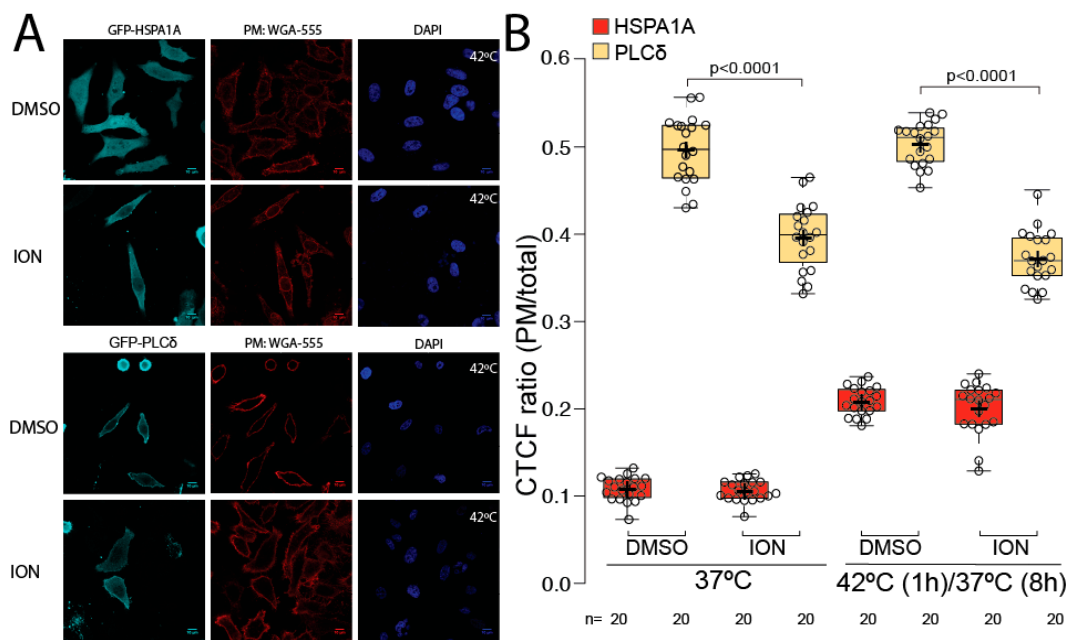 A
GFP-HSPA1A PM: WGA-555 DAPI
DMSO 42ºC
ION 42ºC
GFP-PLCδ PM: WGA-555 DAPI
DMSO 42ºC
ION 42ºC
B
HSPA1A
PLCδ
CTCF ratio (PM/total)
0.6
0.5
0.4
0.3
0.2
0.1
0.0
p<0.0001 p<0.0001
DMSO ION DMSO ION
37ºC 42ºC (1h)/37ºC (8h)
n= 20 20 20 20 20 20 20 20